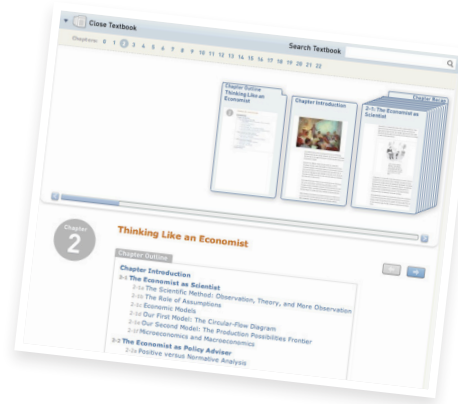 Close Textbook
Search Textbook
Chapters: 0 1 2 3 4 5 6 7 8 9 10 11 12 13 14 15 16 17 18 19 20 21 22
Chapter Outline
Thinking Like an
Economist
Chapter Introduction
Chapter Recap
2-1: The Economist as
Scientist
Chapter
2
Thinking Like an Economist
Chapter Outline
Chapter Introduction
2-1 The Economist as Scientist
2-1a The Scientific Method: Observation, Theory, and More Observation
2-1b The Role of Assumptions
2-1c Economic Models
2-1d Our First Model: The Circular-Flow Diagram
2-1e Our Second Model: The Production Possibilities Frontier
2-1f Microeconomics and Macroeconomics
2-2 The Economist as Policy Adviser
2-2a Positive versus Normative Analysis